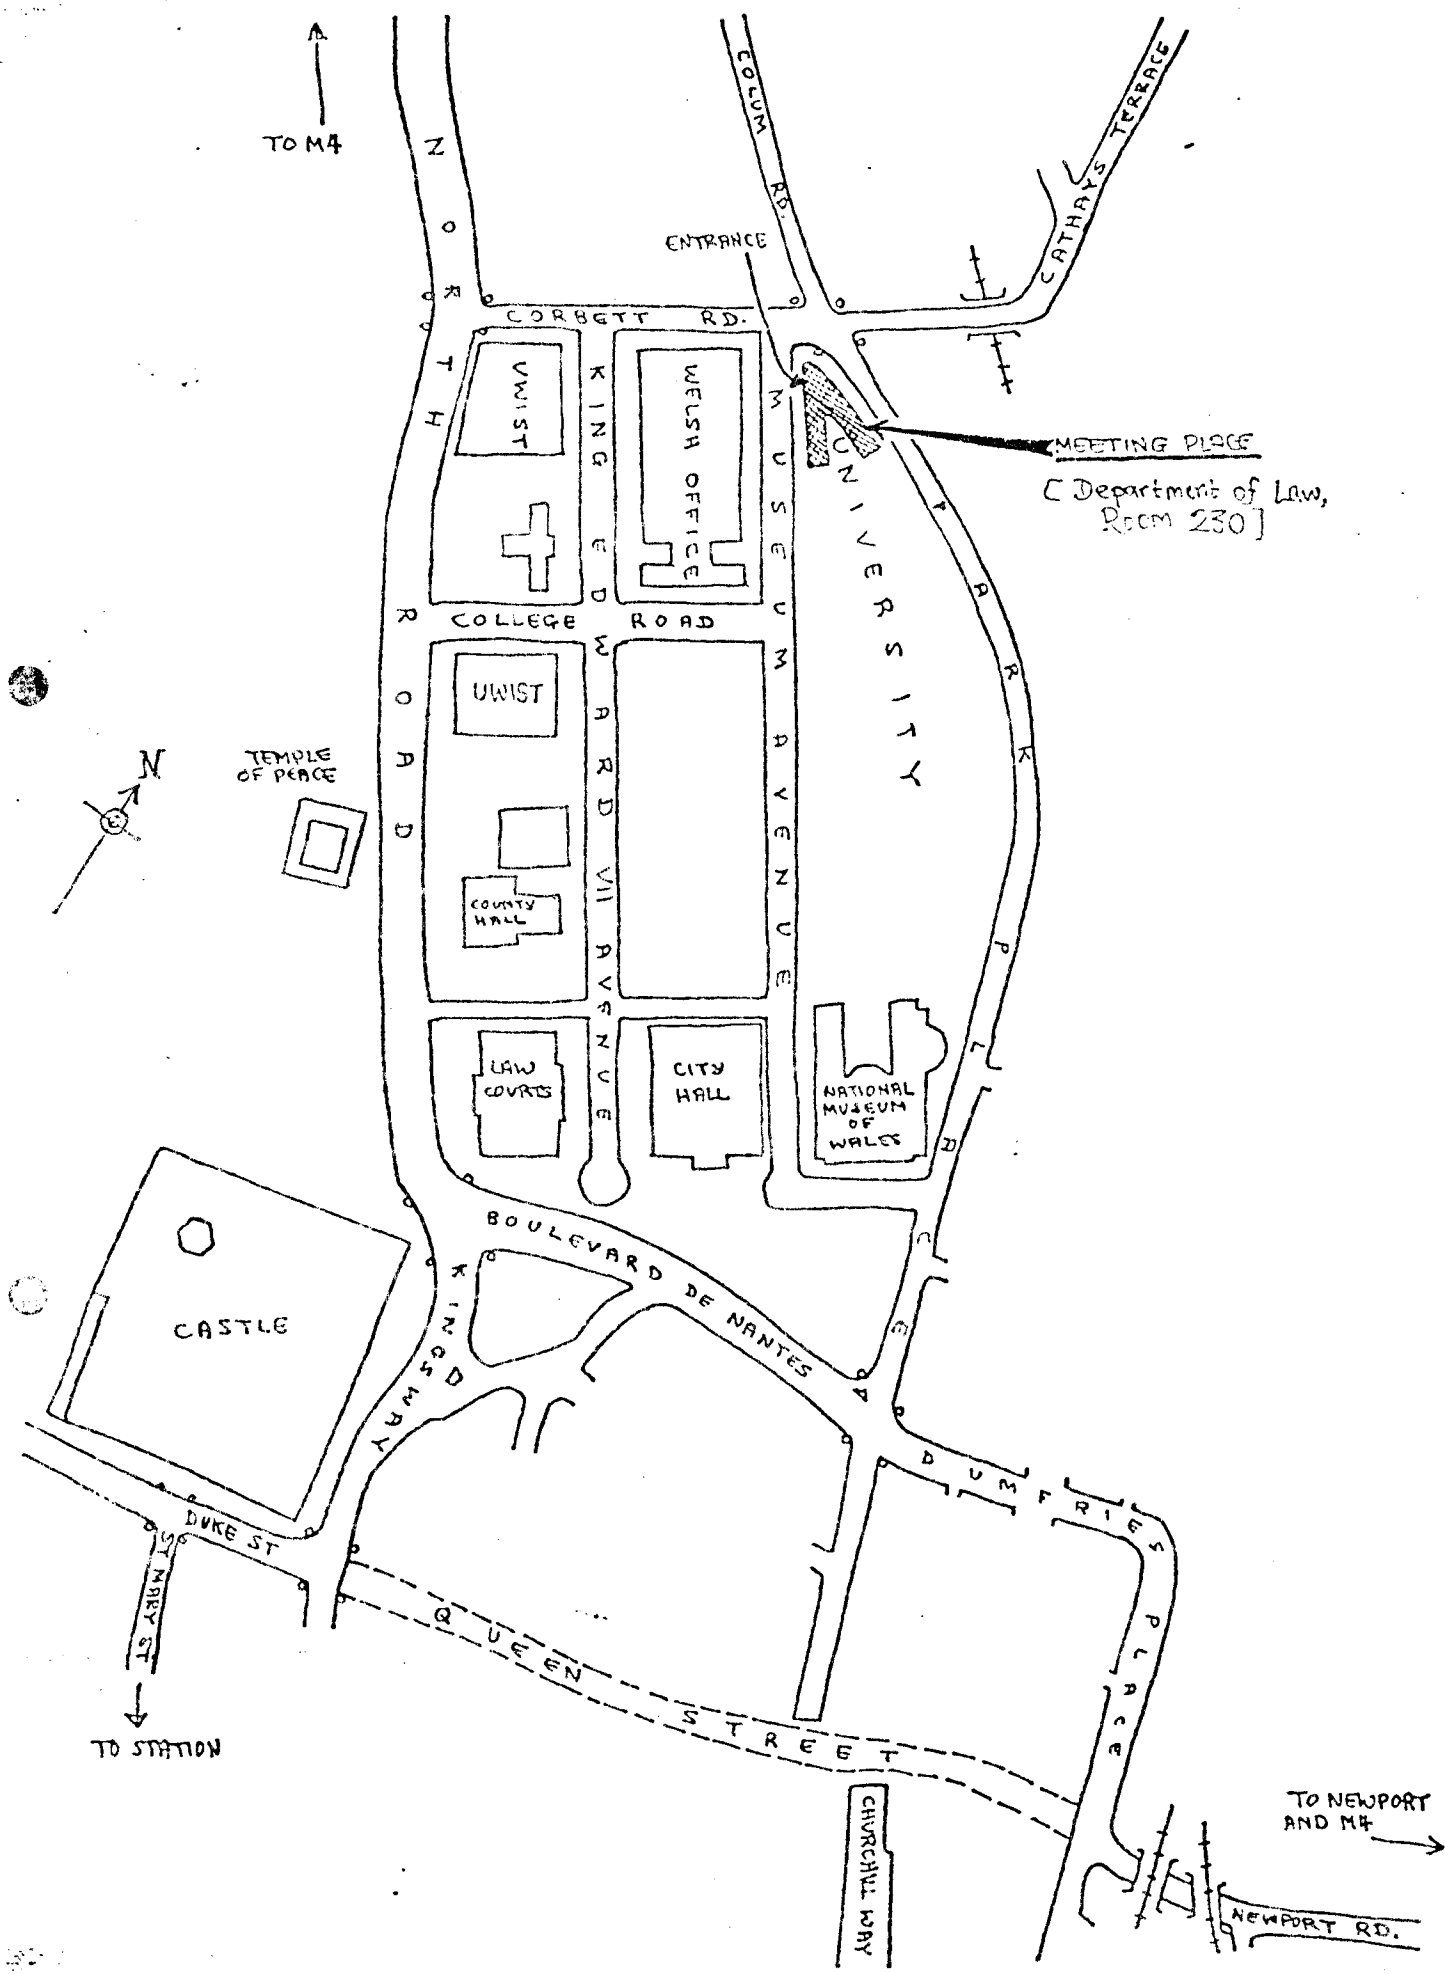 TO M4
NORTH ROAD
COLUM RD.
CATHAYS TERRACE
ENTRANCE
CORBETT RD.
UWIST
KING EDWARD VII AVENUE
WELSH OFFICE
MUSEUM AVENUE
UNIVERSITY
PARK PLACE
MEETING PLACE
[Department of Law,
Room 230]
COLLEGE ROAD
UWIST
N
TEMPLE
OF PEACE
COUNTY
HALL
LAW
COURTS
CITY
HALL
NATIONAL
MUSEUM
OF
WALES
BOULEVARD DE NANTES
KINGSWAY
CASTLE
DUKE ST
ST MARY ST
TO STATION
QUEEN STREET
DUMFRIES PLACE
CHURCHILL WAY
TO NEWPORT
AND M4
NEWPORT RD.